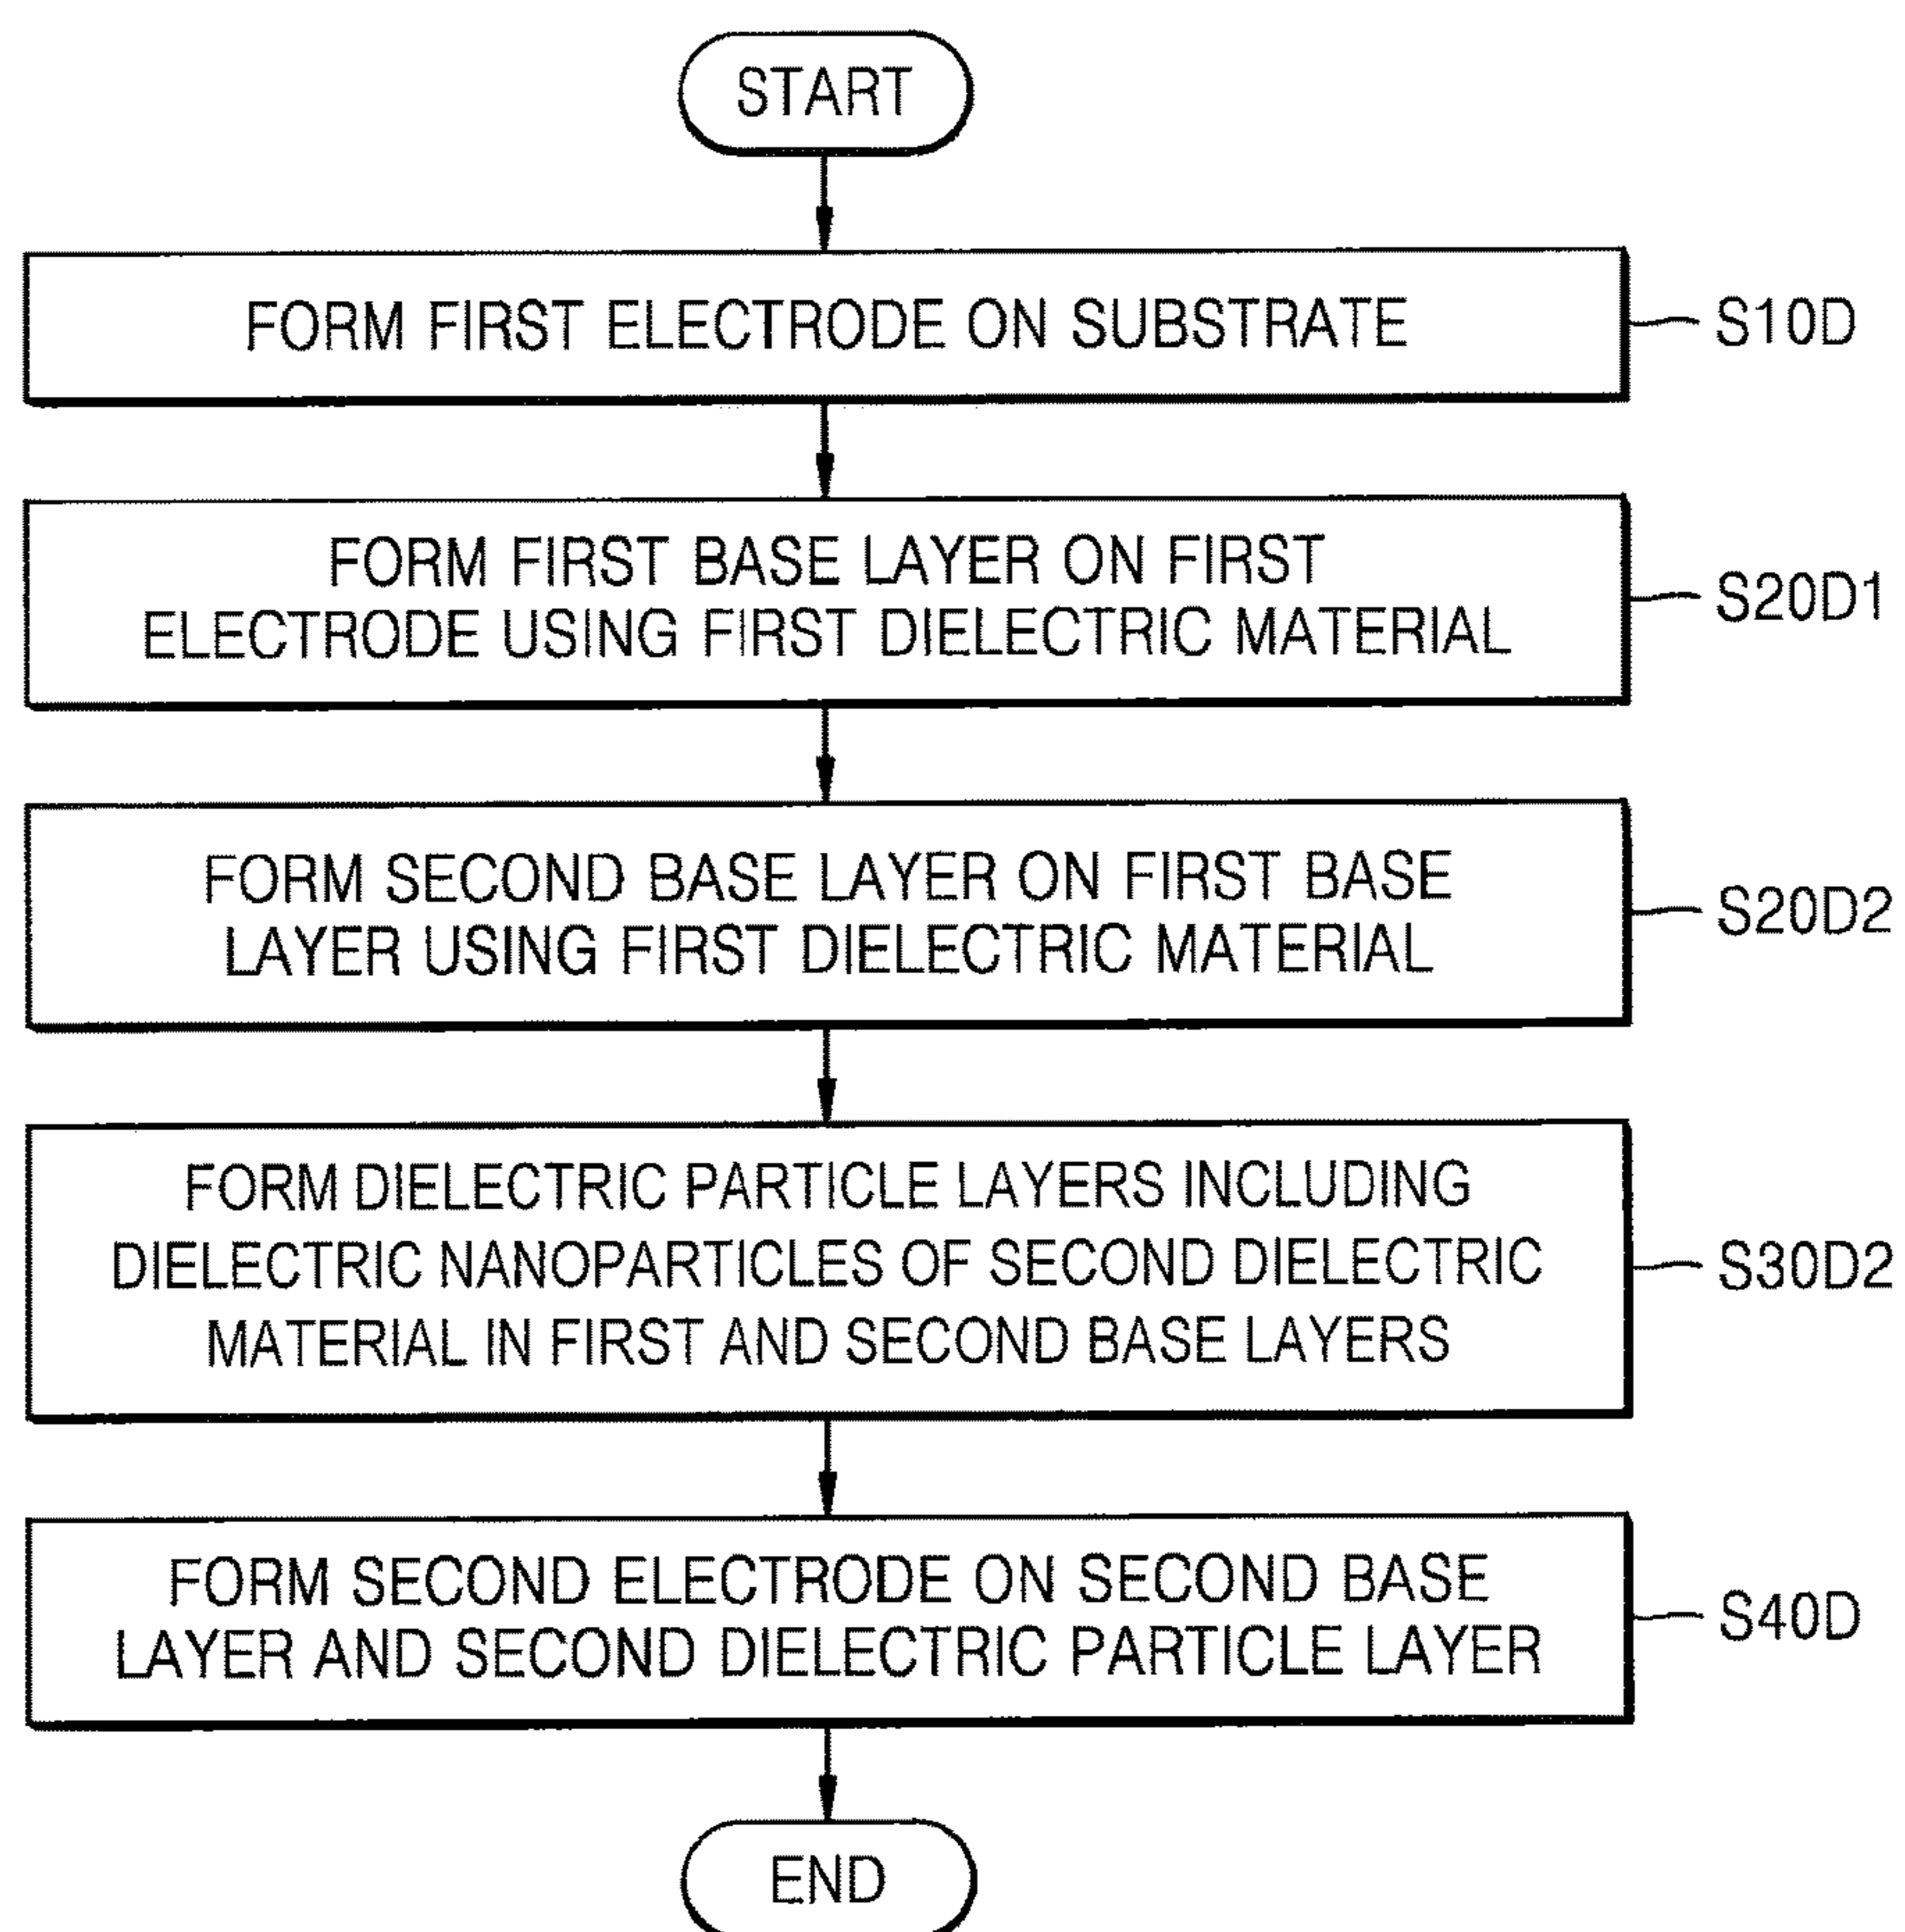 START
FORM FIRST ELECTRODE ON SUBSTRATE
S10D
FORM FIRST BASE LAYER ON FIRST
ELECTRODE USING FIRST DIELECTRIC MATERIAL
S20D1
FORM SECOND BASE LAYER ON FIRST BASE
LAYER USING FIRST DIELECTRIC MATERIAL
S20D2
FORM DIELECTRIC PARTICLE LAYERS INCLUDING
DIELECTRIC NANOPARTICLES OF SECOND DIELECTRIC
MATERIAL IN FIRST AND SECOND BASE LAYERS
S30D2
FORM SECOND ELECTRODE ON SECOND BASE
LAYER AND SECOND DIELECTRIC PARTICLE LAYER
S40D
END